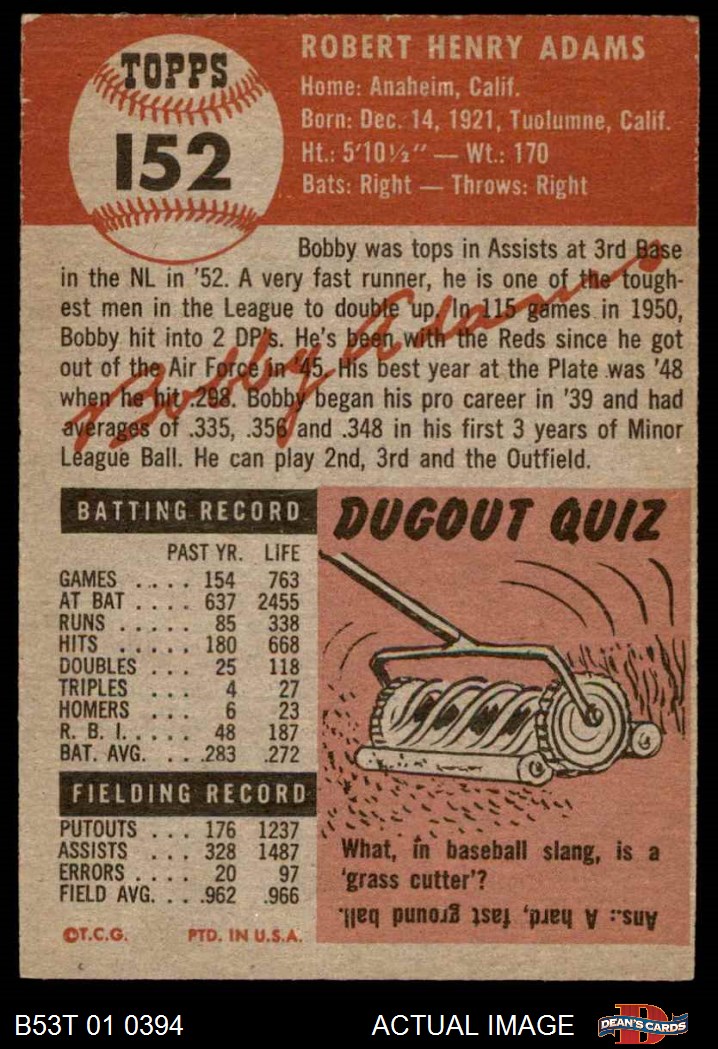 TOPPS
152
ROBERT HENRY ADAMS
Home: Anaheim, Calif.
Born: Dec. 14, 1921, Tuolumne, Calif.
Ht.: 5'10½" — Wt.: 170
Bats: Right — Throws: Right
Bobby was tops in Assists at 3rd Base
in the NL in '52. A very fast runner, he is one of the tough-
est men in the League to double up. In 115 games in 1950,
Bobby hit into 2 DP's. He's been with the Reds since he got
out of the Air Force in '45. His best year at the Plate was '48
when he hit .298. Bobby began his pro career in '39 and had
averages of .335, .356 and .348 in his first 3 years of Minor
League Ball. He can play 2nd, 3rd and the Outfield.
Bobby Adams
BATTING RECORD
PAST YR. LIFE
GAMES ..... 154 763
AT BAT .... 637 2455
RUNS ..... 85 338
HITS ..... 180 668
DOUBLES ... 25 118
TRIPLES ... 4 27
HOMERS ... 6 23
R. B. I. .... 48 187
BAT. AVG. ... .283 .272
FIELDING RECORD
PUTOUTS ... 176 1237
ASSISTS ... 328 1487
ERRORS .... 20 97
FIELD AVG. ... .962 .966
©T.C.G. PTD. IN U.S.A.
DUGOUT QUIZ
What, in baseball slang, is a
'grass cutter'?
Ans.: A hard, fast ground ball.
B53T 01 0394 ACTUAL IMAGE
D
DEAN'S CARDS